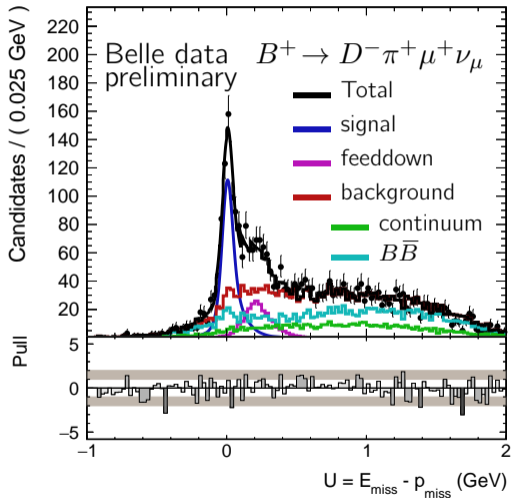 Candidates / ( 0.025 GeV )
220
200
180
160
140
120
100
80
60
40
20
Belle data
preliminary
B⁺ → D⁻π⁺μ⁺ν_μ
Total
signal
feeddown
background
continuum
BB̅
Pull
5
0
−5
−1
0
1
2
U = E_miss - p_miss (GeV)